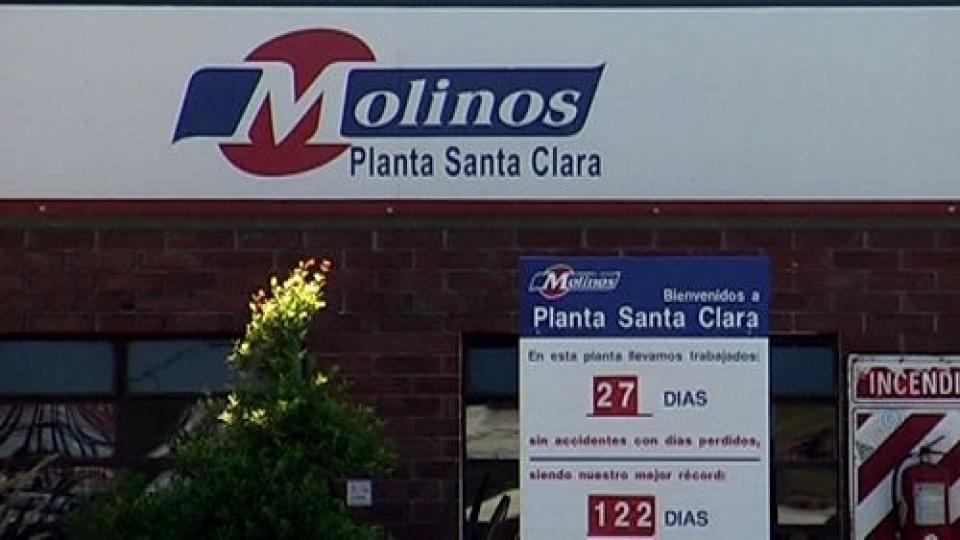 Molinos
Planta Santa Clara
Molinos
Bienvenidos a
Planta Santa Clara
En esta planta llevamos trabajados:
27 DIAS
sin accidentes con dias perdidos,
siendo nuestro mejor récord:
122 DIAS
INCENDI